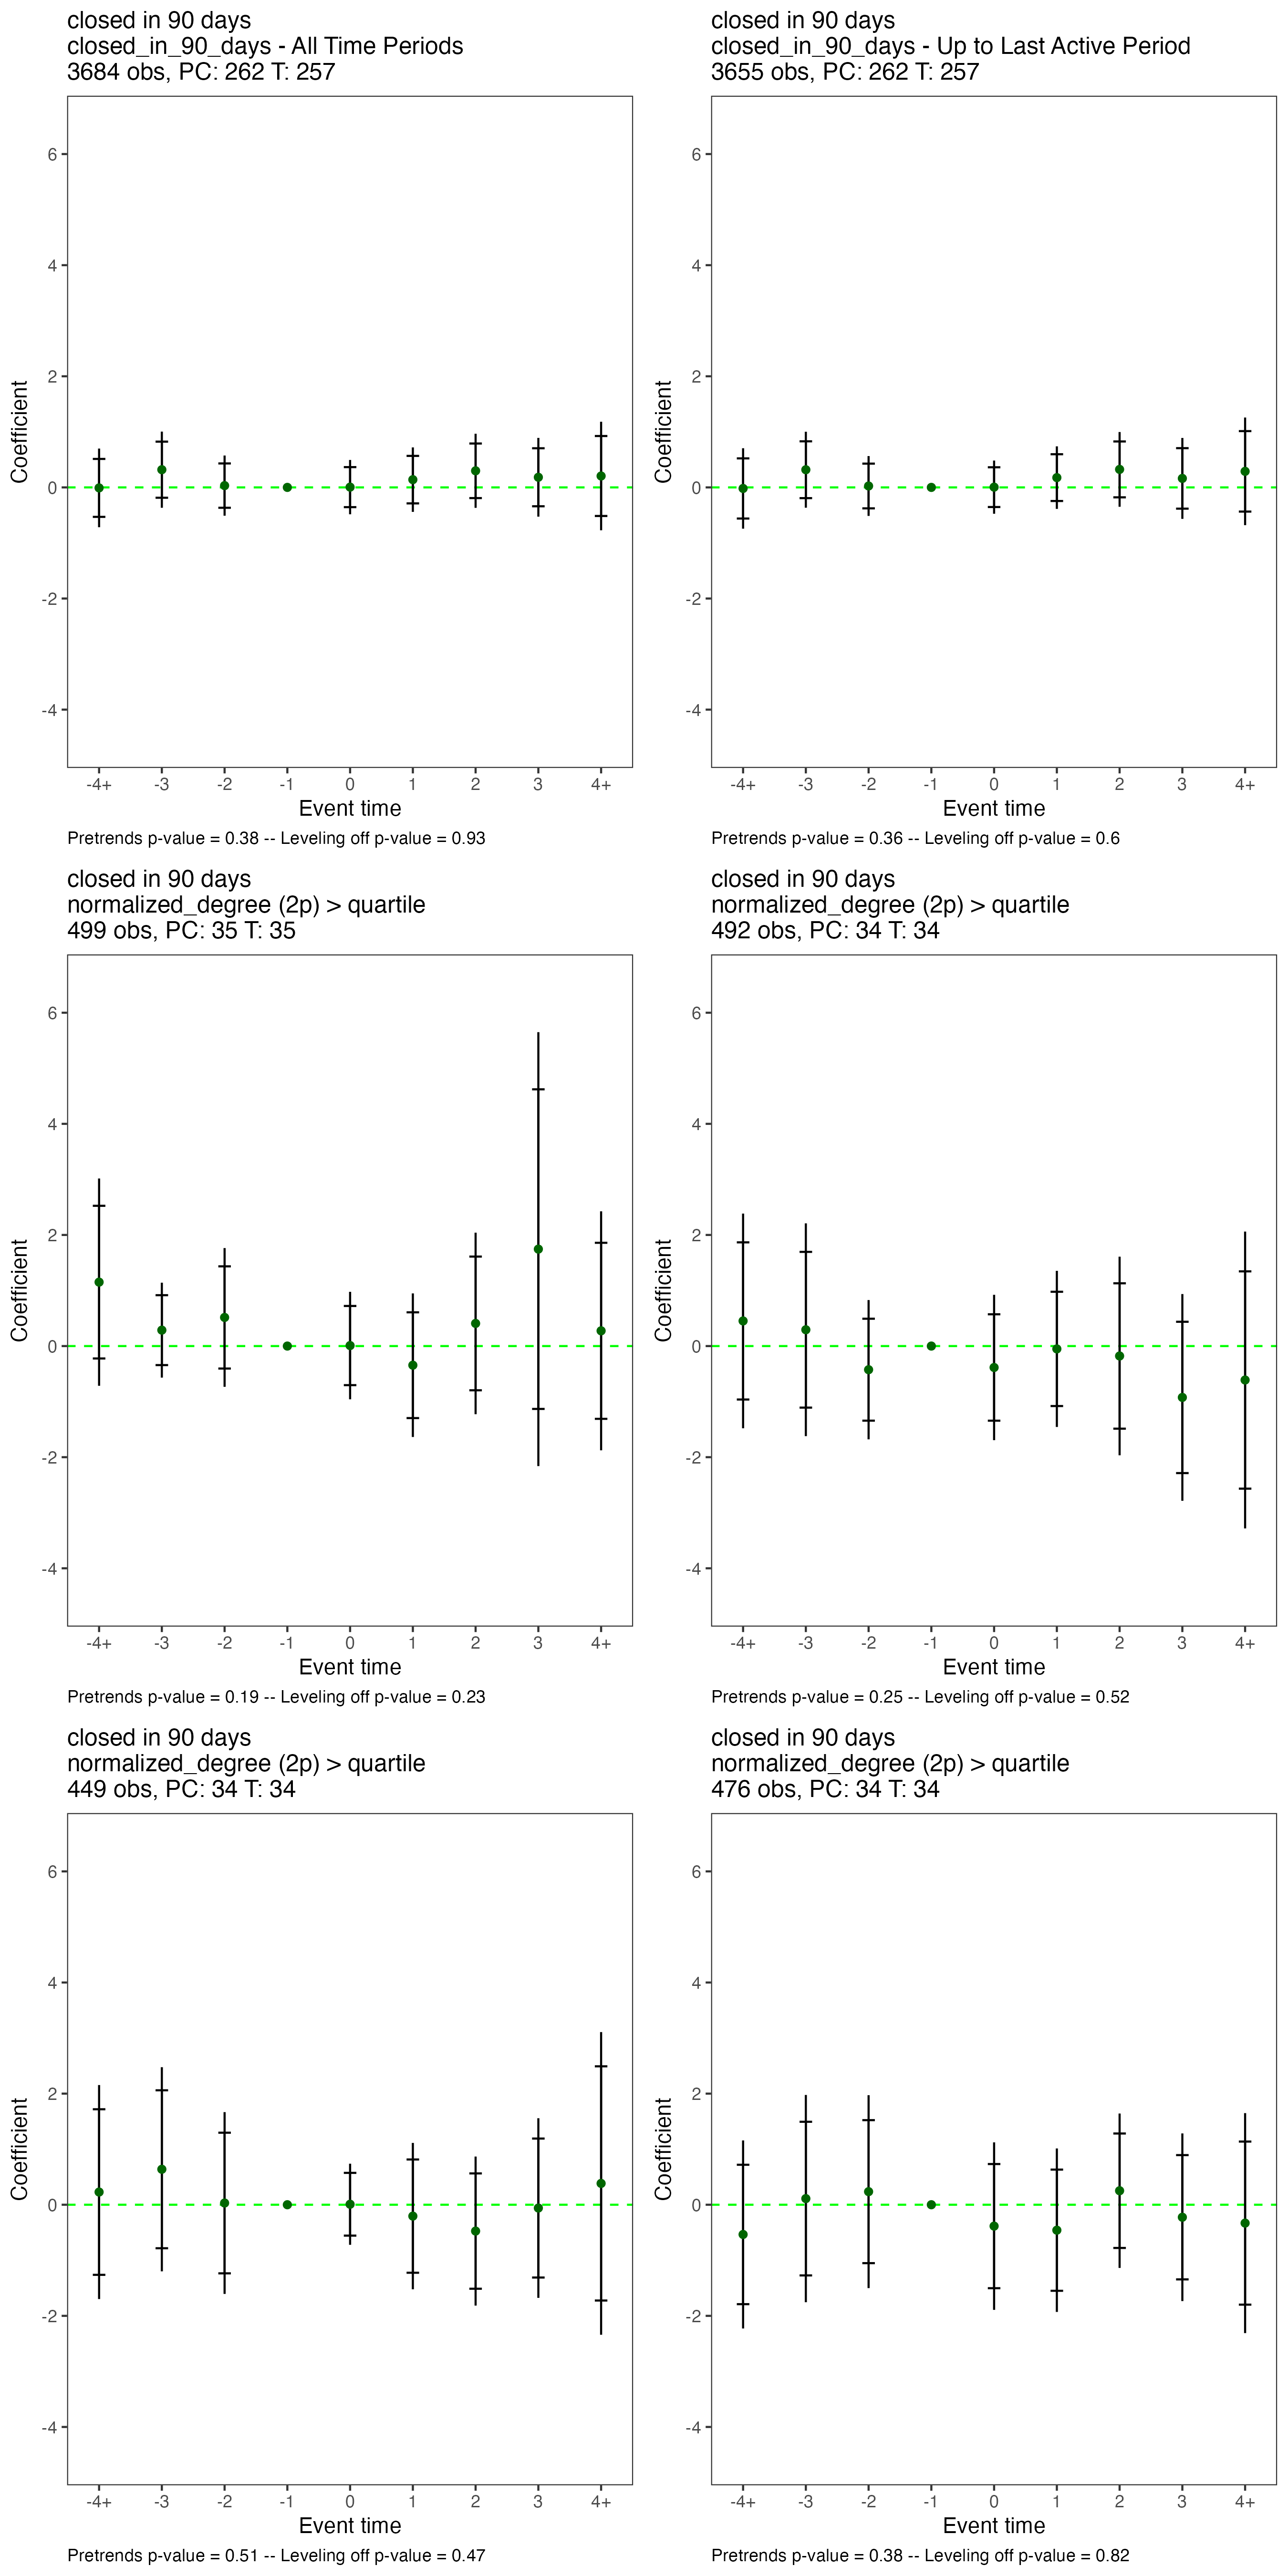 closed in 90 days
closed_in_90_days - All Time Periods
3684 obs, PC: 262 T: 257
Coefficient
6
4
2
0
-2
-4
-4+ -3 -2 -1 0 1 2 3 4+
Event time
Pretrends p-value = 0.38 -- Leveling off p-value = 0.93
closed in 90 days
closed_in_90_days - Up to Last Active Period
3655 obs, PC: 262 T: 257
Coefficient
6
4
2
0
-2
-4
-4+ -3 -2 -1 0 1 2 3 4+
Event time
Pretrends p-value = 0.36 -- Leveling off p-value = 0.6
closed in 90 days
normalized_degree (2p) > quartile
499 obs, PC: 35 T: 35
Coefficient
6
4
2
0
-2
-4
-4+ -3 -2 -1 0 1 2 3 4+
Event time
Pretrends p-value = 0.19 -- Leveling off p-value = 0.23
closed in 90 days
normalized_degree (2p) > quartile
492 obs, PC: 34 T: 34
Coefficient
6
4
2
0
-2
-4
-4+ -3 -2 -1 0 1 2 3 4+
Event time
Pretrends p-value = 0.25 -- Leveling off p-value = 0.52
closed in 90 days
normalized_degree (2p) > quartile
449 obs, PC: 34 T: 34
Coefficient
6
4
2
0
-2
-4
-4+ -3 -2 -1 0 1 2 3 4+
Event time
Pretrends p-value = 0.51 -- Leveling off p-value = 0.47
closed in 90 days
normalized_degree (2p) > quartile
476 obs, PC: 34 T: 34
Coefficient
6
4
2
0
-2
-4
-4+ -3 -2 -1 0 1 2 3 4+
Event time
Pretrends p-value = 0.38 -- Leveling off p-value = 0.82